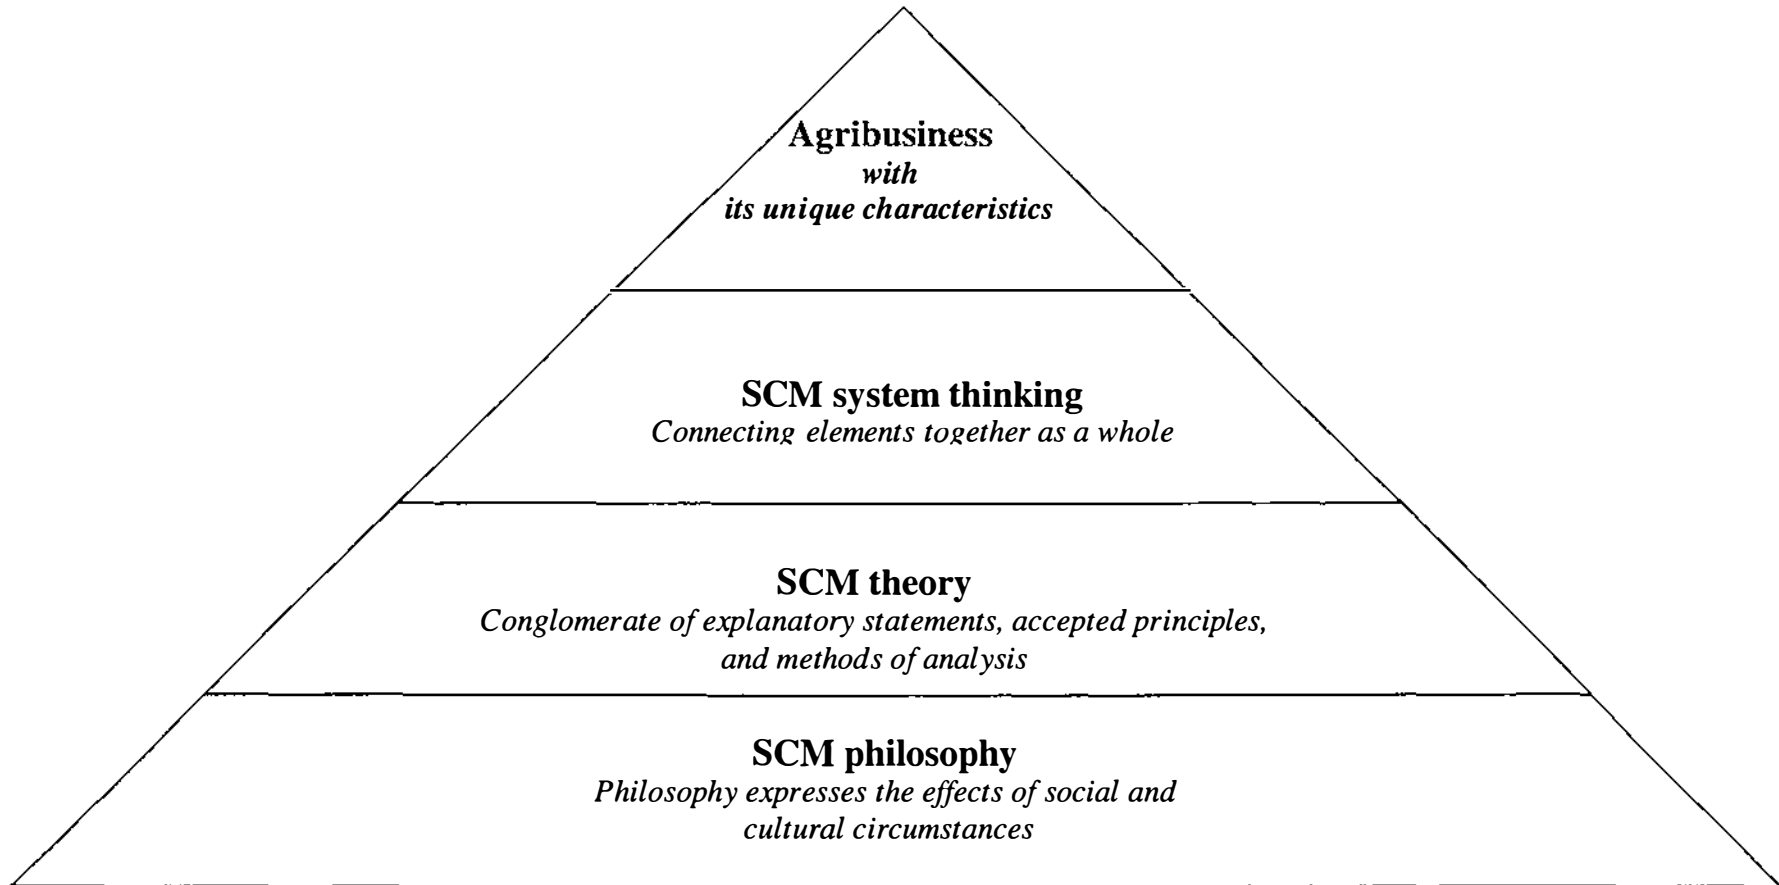 Agribusiness
with
its unique characteristics
SCM system thinking
Connecting elements together as a whole
SCM theory
Conglomerate of explanatory statements, accepted principles,
and methods of analysis
SCM philosophy
Philosophy expresses the effects of social and
cultural circumstances